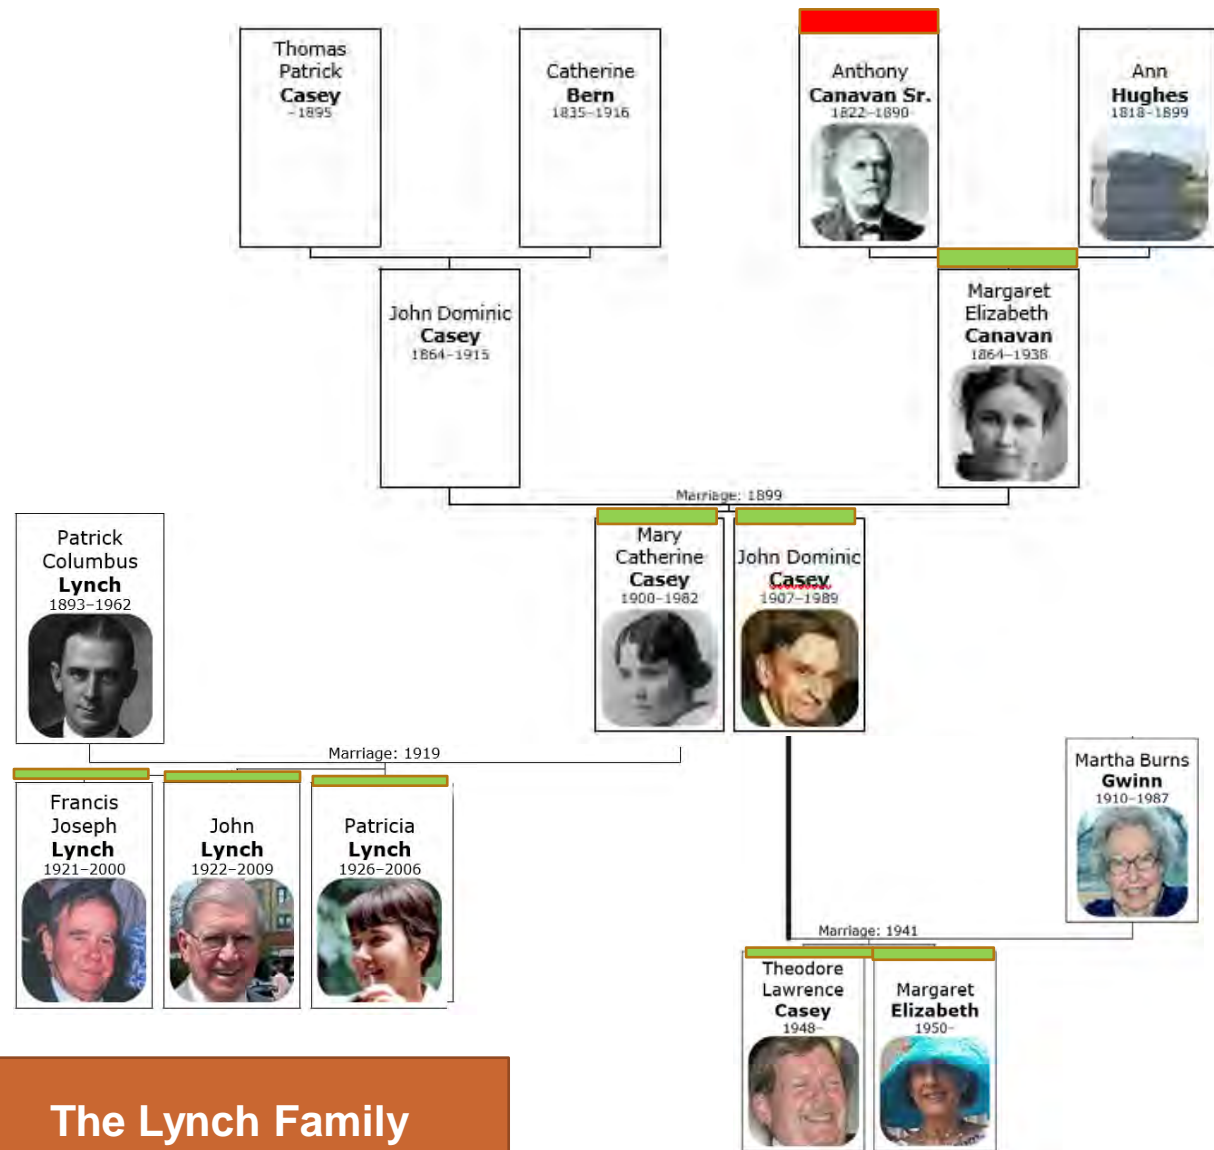 Thomas
Patrick
Casey
-1895
Catherine
Bern
1835-1916
Anthony
Canavan Sr.
1822-1890
Ann
Hughes
1818-1899
John Dominic
Casey
1864-1915
Margaret
Elizabeth
Canavan
1864-1938
Marriage: 1899
Patrick
Columbus
Lynch
1893-1962
Mary
Catherine
Casey
1900-1982
John Dominic
Casey
1907-1989
Marriage: 1919
Francis
Joseph
Lynch
1921-2000
John
Lynch
1922-2009
Patricia
Lynch
1926-2006
Martha Burns
Gwinn
1910-1987
Marriage: 1941
Theodore
Lawrence
Casey
1948-
Margaret
Elizabeth
1950-
The Lynch Family